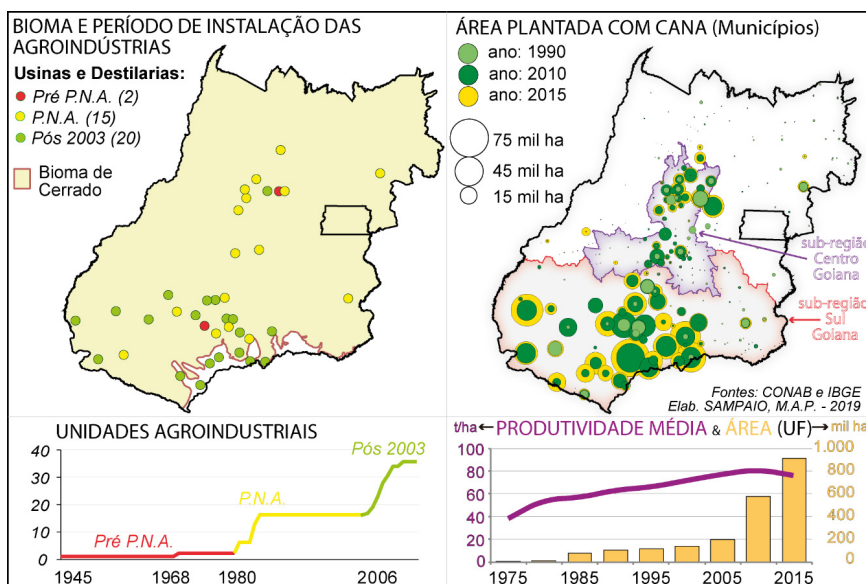 BIOMA E PERÍODO DE INSTALAÇÃO DAS
AGROINDÚSTRIAS
Usinas e Destilarias:
Pré P.N.A. (2)
P.N.A. (15)
Pós 2003 (20)
Bioma de
Cerrado
ÁREA PLANTADA COM CANA (Municípios)
ano: 1990
ano: 2010
ano: 2015
75 mil ha
45 mil ha
15 mil ha
sub-região
Centro
Goiana
sub-região
Sul
Goiana
Fontes: CONAB e IBGE
Elab. SAMPAIO, M.A.P. - 2019
UNIDADES AGROINDUSTRIAIS
Pós 2003
40
P.N.A.
20
Pré P.N.A.
0
1945 1968 1980 2006
t/ha PRODUTIVIDADE MÉDIA & ÁREA (UF) mil ha
100 1.000
80 800
60 600
40 400
20 200
0 0
1975 1985 1995 2005 2015